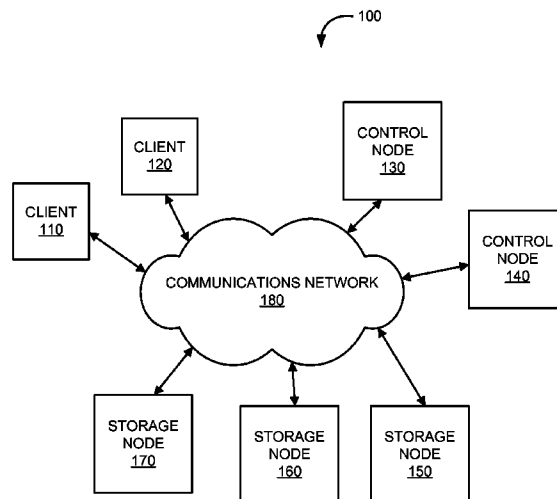 100
CLIENT
120
CONTROL
NODE
130
CLIENT
110
CONTROL
NODE
140
COMMUNICATIONS NETWORK
180
STORAGE
NODE
170
STORAGE
NODE
160
STORAGE
NODE
150